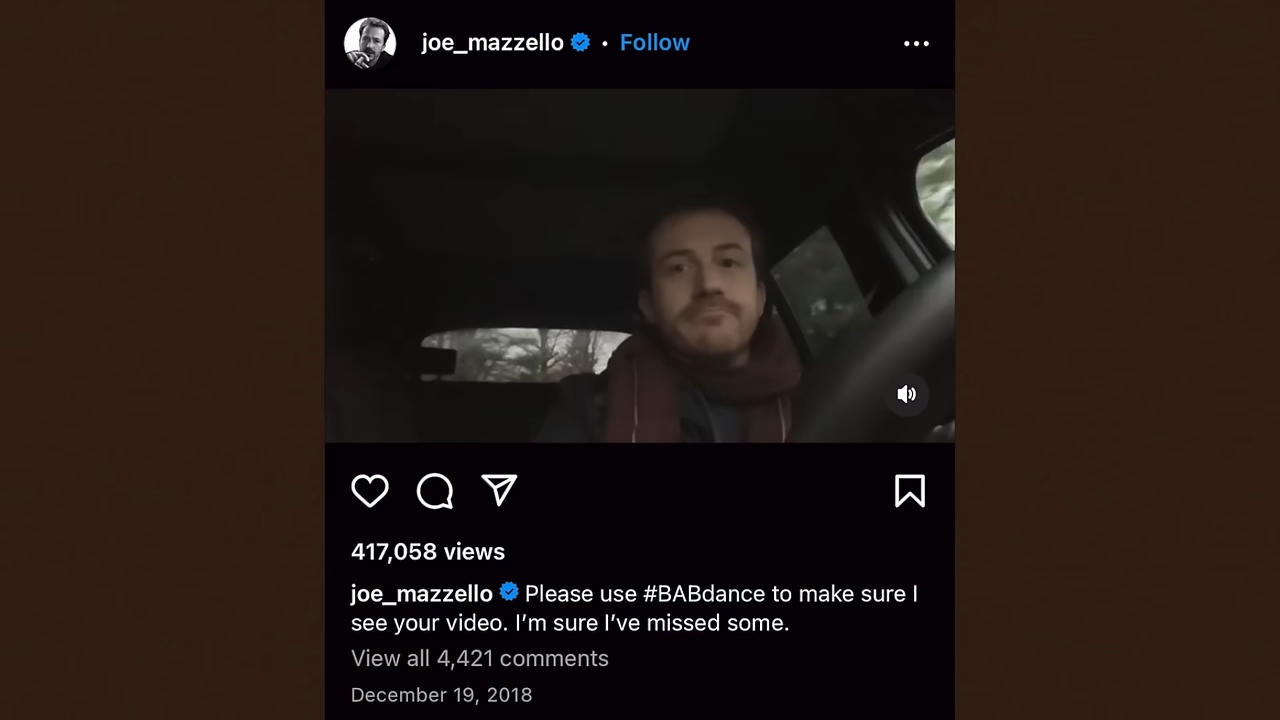 joe_mazzello • Follow
417,058 views
joe_mazzello Please use #BABdance to make sure I
see your video. I’m sure I’ve missed some.
View all 4,421 comments
December 19, 2018